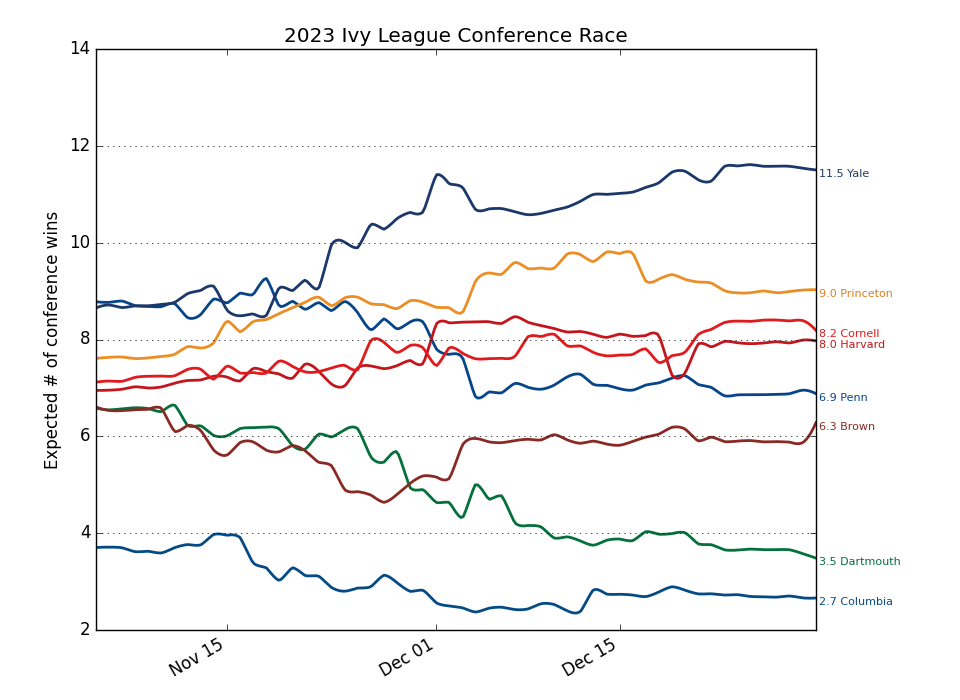 2023 Ivy League Conference Race
Expected # of conference wins
14
12
10
8
6
4
2
11.5 Yale
9.0 Princeton
8.2 Cornell
8.0 Harvard
6.9 Penn
6.3 Brown
3.5 Dartmouth
2.7 Columbia
Nov 15
Dec 01
Dec 15